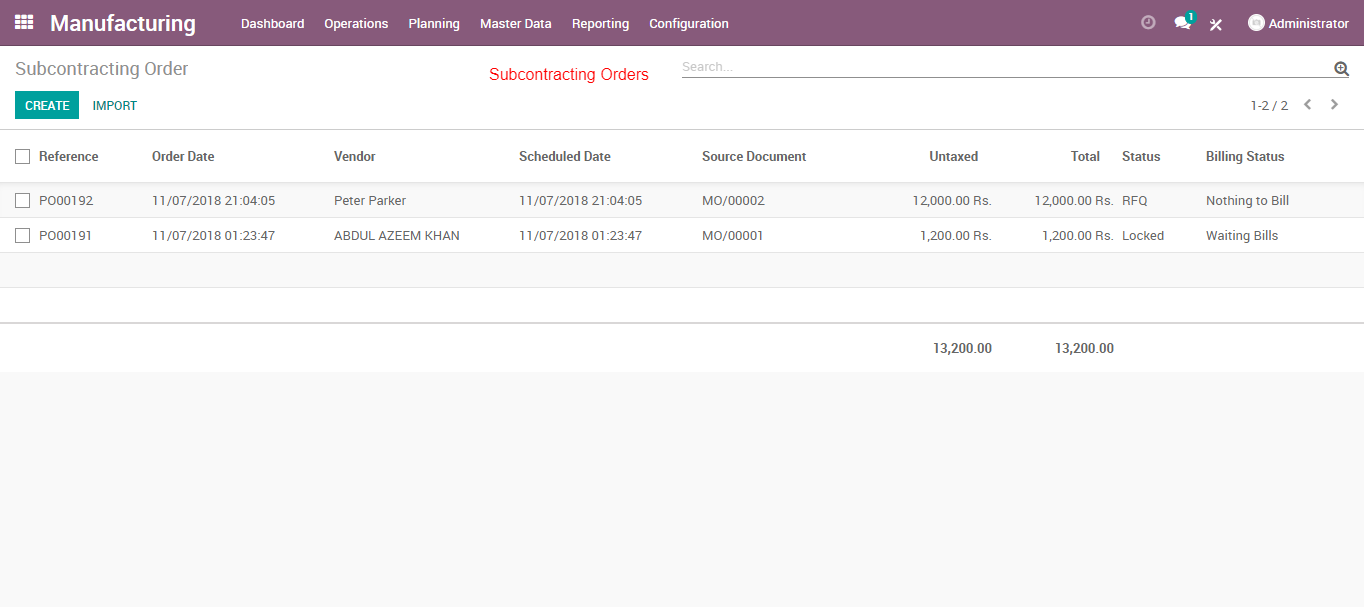 Manufacturing Dashboard Operations Planning Master Data Reporting Configuration 1 Administrator
Subcontracting Order Subcontracting Orders Search...
CREATE IMPORT 1-2 / 2
Reference Order Date Vendor Scheduled Date Source Document Untaxed Total Status Billing Status
PO00192 11/07/2018 21:04:05 Peter Parker 11/07/2018 21:04:05 MO/00002 12,000.00 Rs. 12,000.00 Rs. RFQ Nothing to Bill
PO00191 11/07/2018 01:23:47 ABDUL AZEEM KHAN 11/07/2018 01:23:47 MO/00001 1,200.00 Rs. 1,200.00 Rs. Locked Waiting Bills
13,200.00 13,200.00